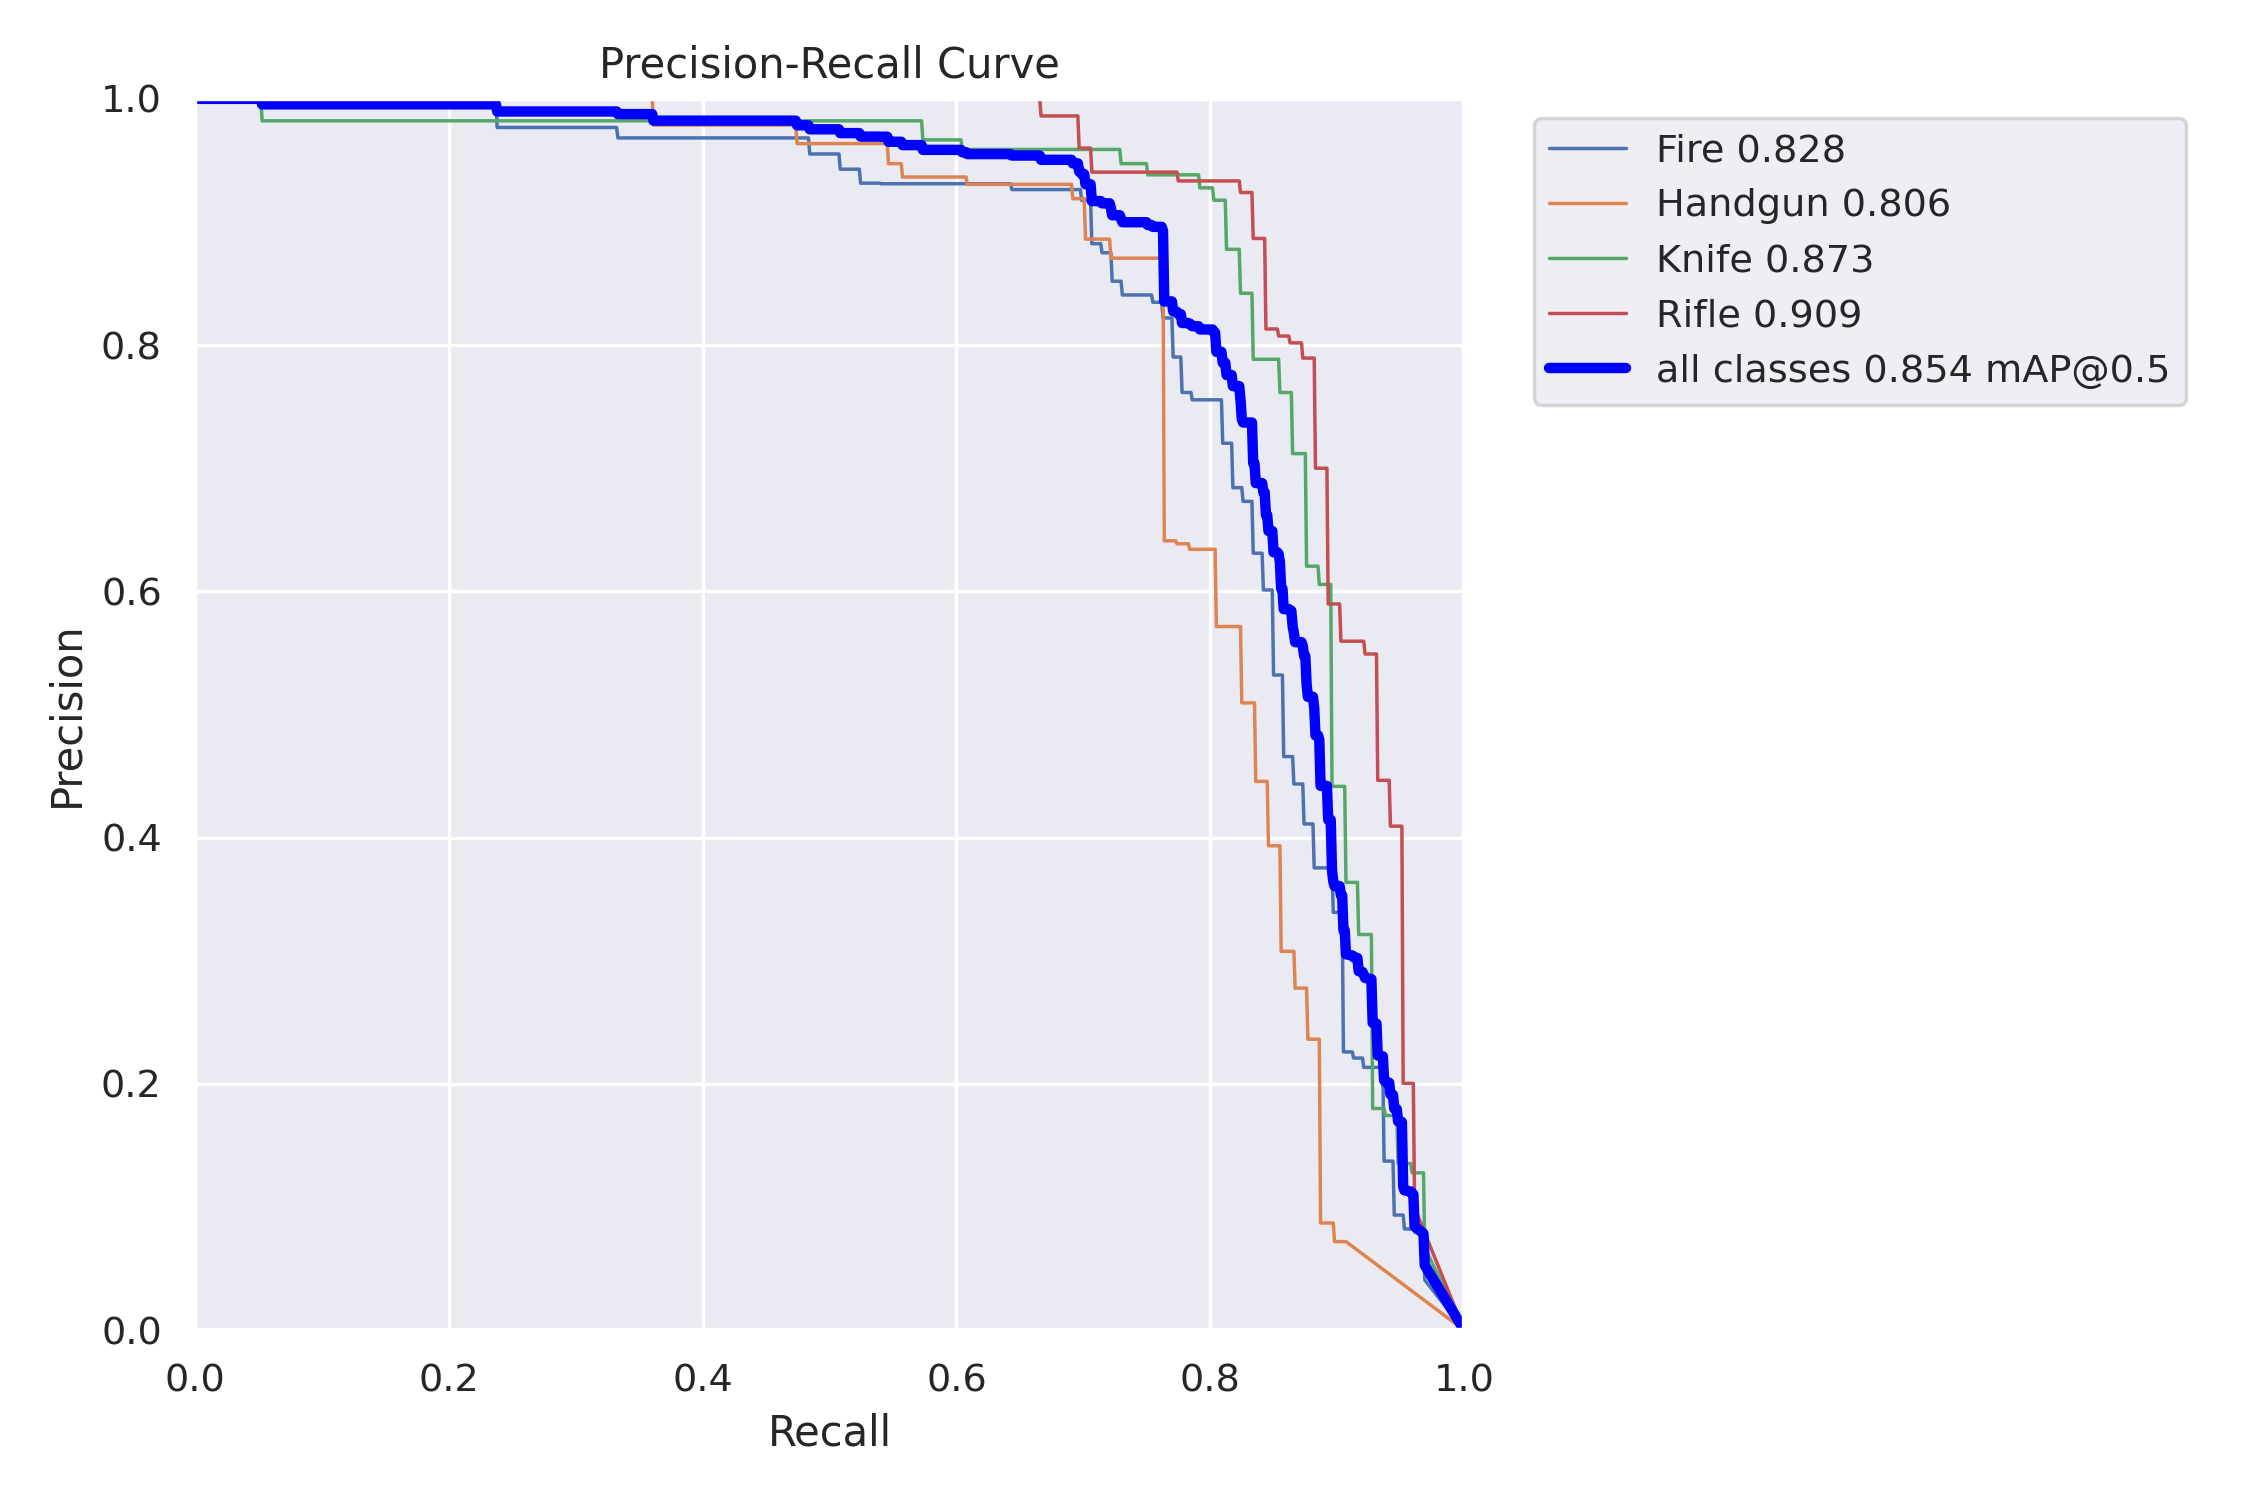 Precision-Recall Curve
1.0
0.8
0.6
0.4
0.2
0.0
Precision
0.0 0.2 0.4 0.6 0.8 1.0
Recall
Fire 0.828
Handgun 0.806
Knife 0.873
Rifle 0.909
all classes 0.854 mAP@0.5